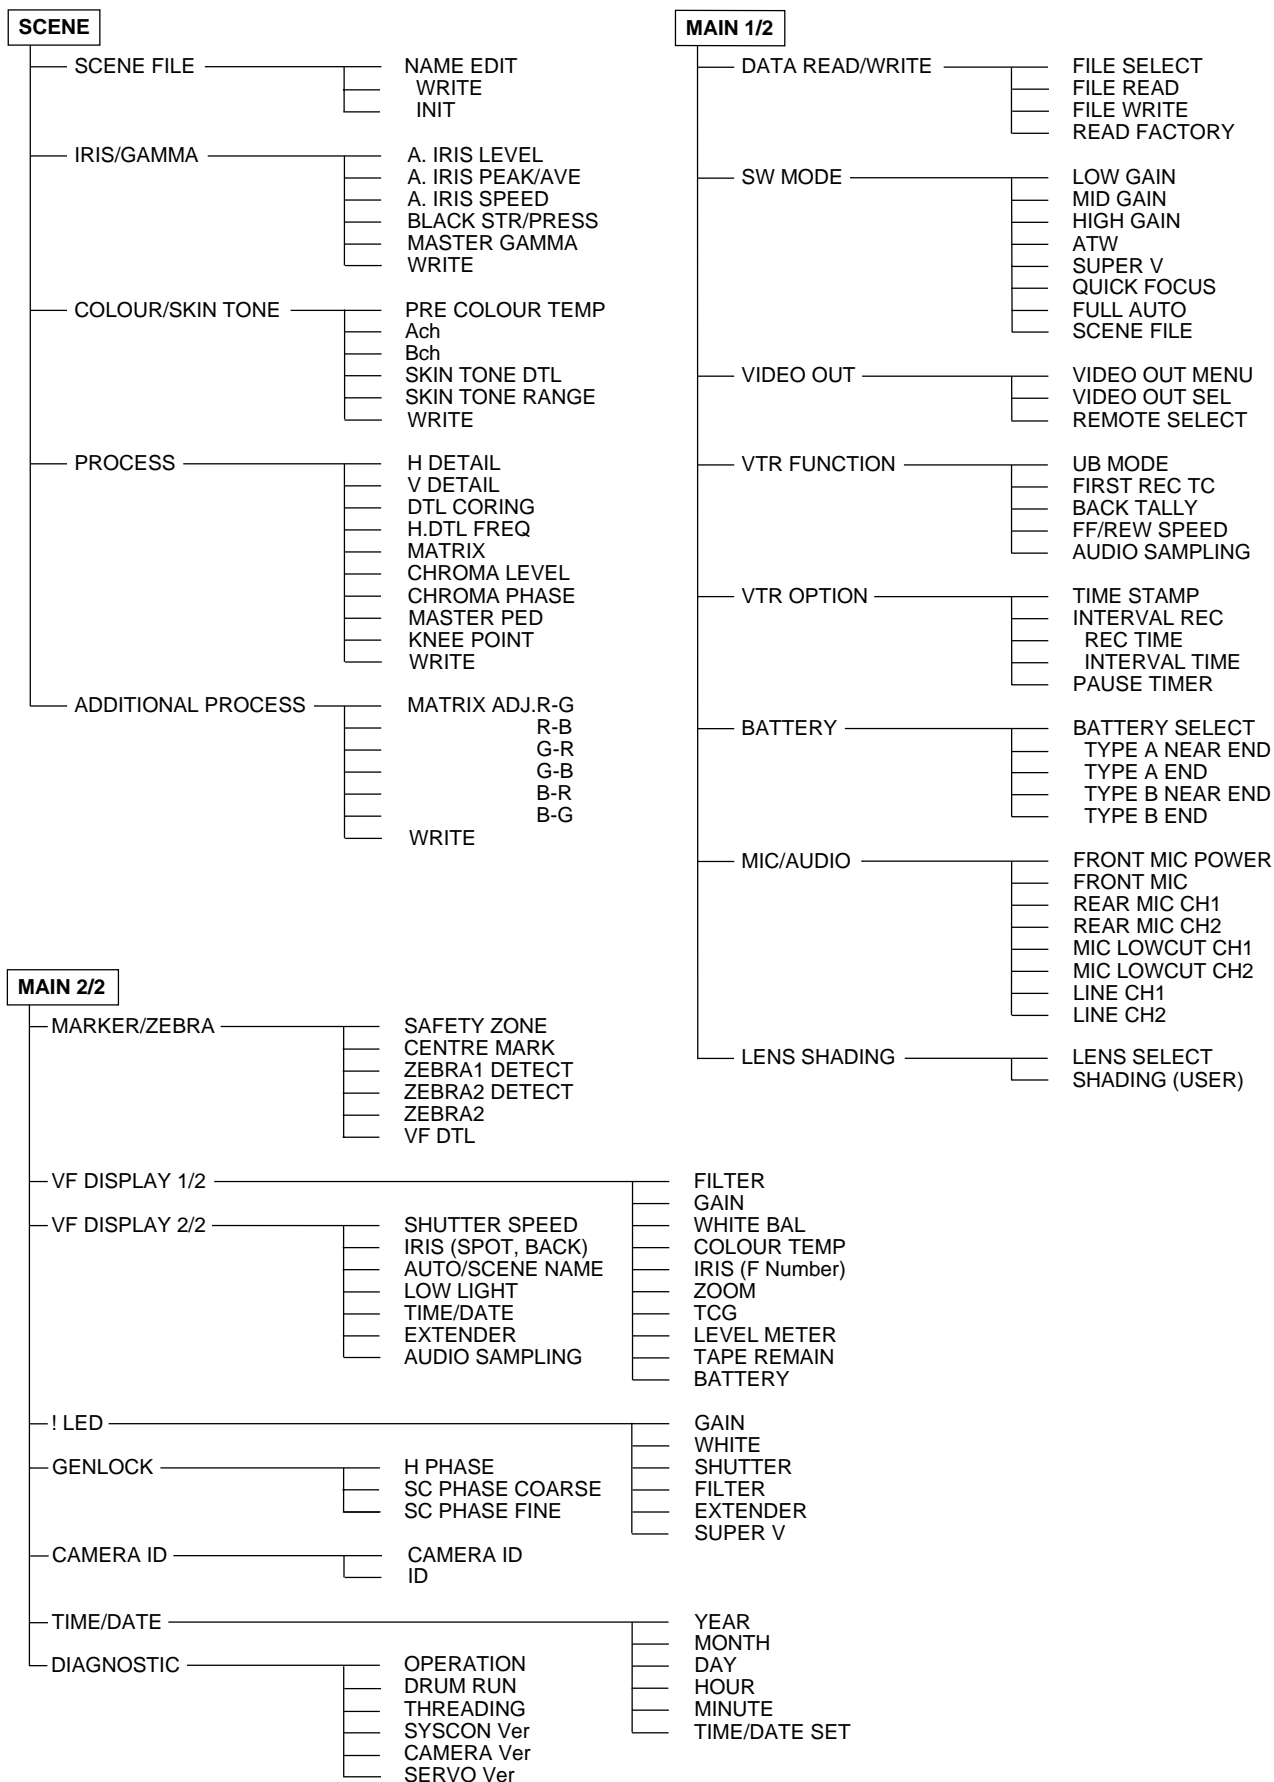 SCENE
SCENE FILE
NAME EDIT
WRITE
INIT
IRIS/GAMMA
A. IRIS LEVEL
A. IRIS PEAK/AVE
A. IRIS SPEED
BLACK STR/PRESS
MASTER GAMMA
WRITE
COLOUR/SKIN TONE
PRE COLOUR TEMP
Ach
Bch
SKIN TONE DTL
SKIN TONE RANGE
WRITE
PROCESS
H DETAIL
V DETAIL
DTL CORING
H.DTL FREQ
MATRIX
CHROMA LEVEL
CHROMA PHASE
MASTER PED
KNEE POINT
WRITE
ADDITIONAL PROCESS
MATRIX ADJ.R-G
R-B
G-R
G-B
B-R
B-G
WRITE
MAIN 1/2
DATA READ/WRITE
FILE SELECT
FILE READ
FILE WRITE
READ FACTORY
SW MODE
LOW GAIN
MID GAIN
HIGH GAIN
ATW
SUPER V
QUICK FOCUS
FULL AUTO
SCENE FILE
VIDEO OUT
VIDEO OUT MENU
VIDEO OUT SEL
REMOTE SELECT
VTR FUNCTION
UB MODE
FIRST REC TC
BACK TALLY
FF/REW SPEED
AUDIO SAMPLING
VTR OPTION
TIME STAMP
INTERVAL REC
REC TIME
INTERVAL TIME
PAUSE TIMER
BATTERY
BATTERY SELECT
TYPE A NEAR END
TYPE A END
TYPE B NEAR END
TYPE B END
MIC/AUDIO
FRONT MIC POWER
FRONT MIC
REAR MIC CH1
REAR MIC CH2
MIC LOWCUT CH1
MIC LOWCUT CH2
LINE CH1
LINE CH2
LENS SHADING
LENS SELECT
SHADING (USER)
MAIN 2/2
MARKER/ZEBRA
SAFETY ZONE
CENTRE MARK
ZEBRA1 DETECT
ZEBRA2 DETECT
ZEBRA2
VF DTL
VF DISPLAY 1/2
FILTER
GAIN
WHITE BAL
COLOUR TEMP
IRIS (F Number)
ZOOM
TCG
LEVEL METER
TAPE REMAIN
BATTERY
VF DISPLAY 2/2
SHUTTER SPEED
IRIS (SPOT, BACK)
AUTO/SCENE NAME
LOW LIGHT
TIME/DATE
EXTENDER
AUDIO SAMPLING
! LED
GAIN
WHITE
SHUTTER
FILTER
EXTENDER
SUPER V
GENLOCK
H PHASE
SC PHASE COARSE
SC PHASE FINE
CAMERA ID
CAMERA ID
ID
TIME/DATE
YEAR
MONTH
DAY
HOUR
MINUTE
TIME/DATE SET
DIAGNOSTIC
OPERATION
DRUM RUN
THREADING
SYSCON Ver
CAMERA Ver
SERVO Ver